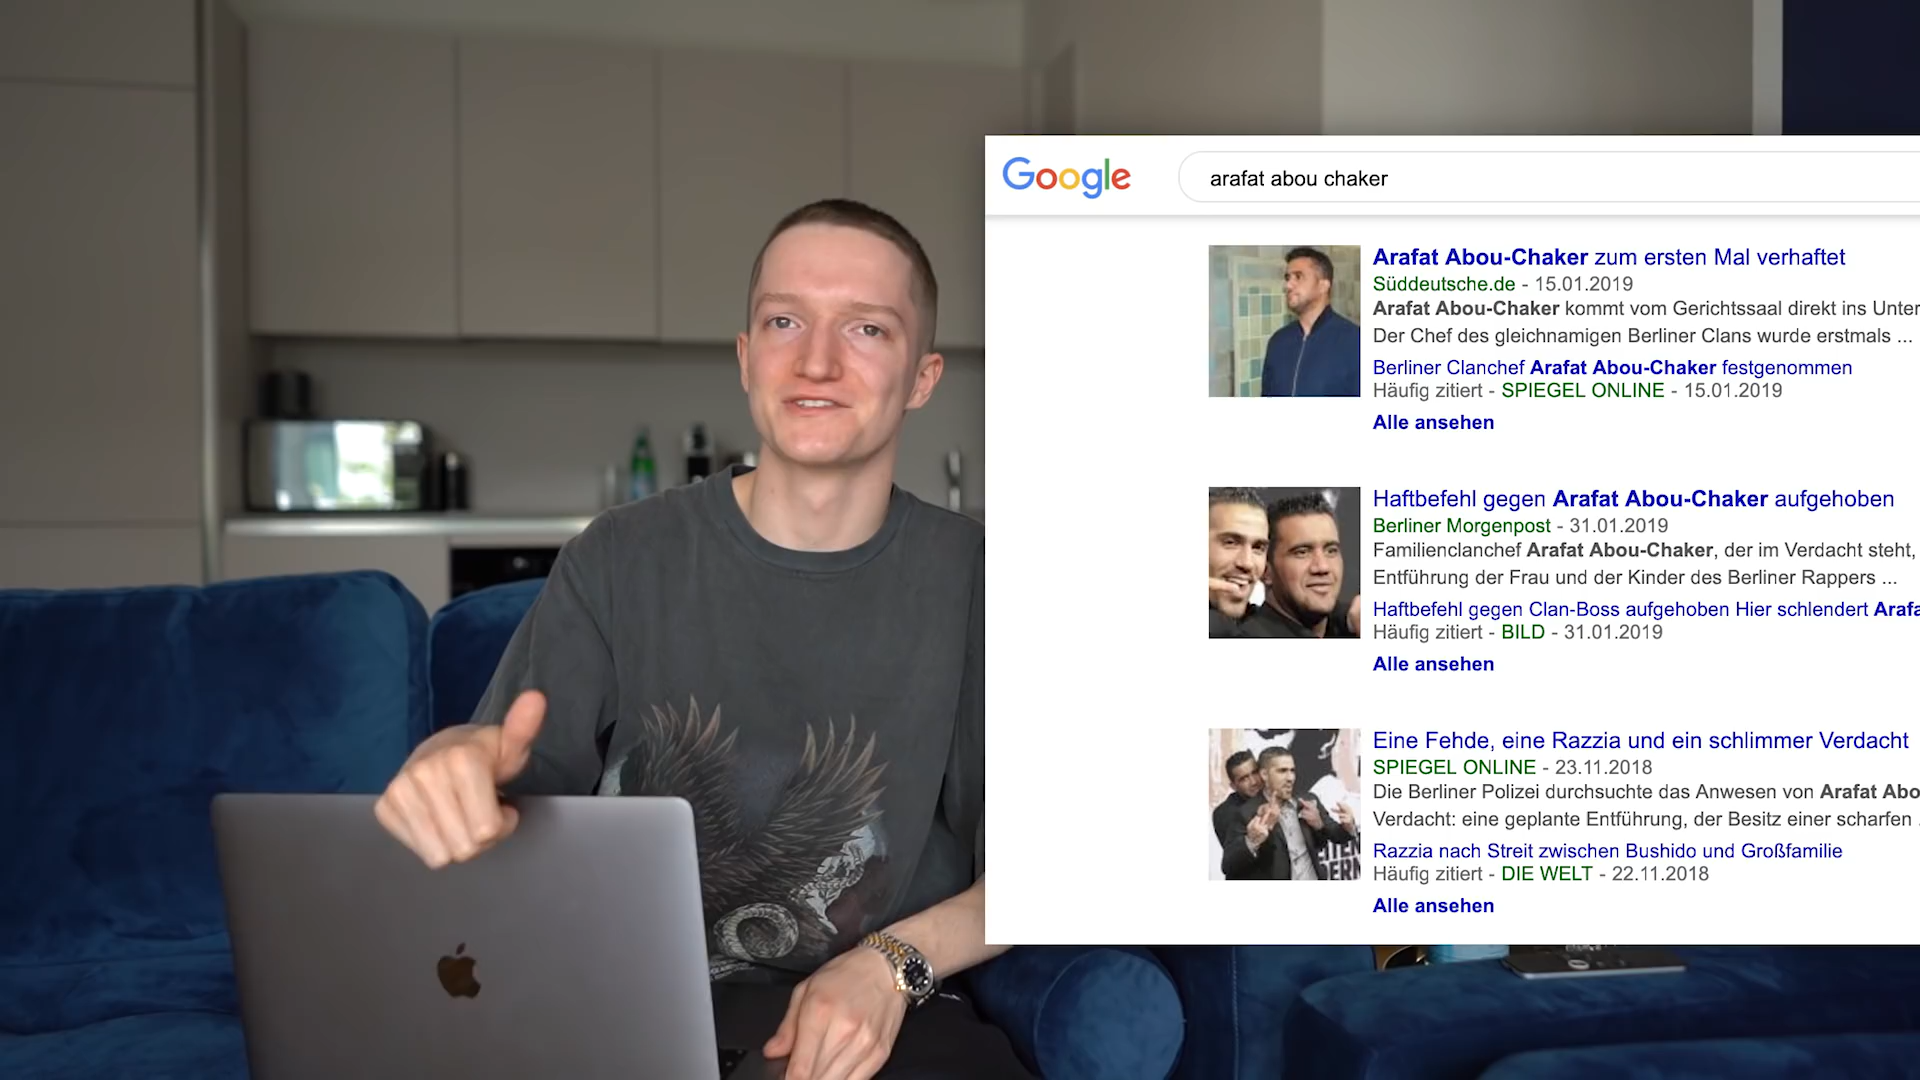 Google
arafat abou chaker
Arafat Abou-Chaker zum ersten Mal verhaftet
Süddeutsche.de - 15.01.2019
Arafat Abou-Chaker kommt vom Gerichtssaal direkt ins Unter
Der Chef des gleichnamigen Berliner Clans wurde erstmals ...
Berliner Clanchef Arafat Abou-Chaker festgenommen
Häufig zitiert - SPIEGEL ONLINE - 15.01.2019
Alle ansehen
Haftbefehl gegen Arafat Abou-Chaker aufgehoben
Berliner Morgenpost - 31.01.2019
Familienclanchef Arafat Abou-Chaker, der im Verdacht steht,
Entführung der Frau und der Kinder des Berliner Rappers ...
Haftbefehl gegen Clan-Boss aufgehoben Hier schlendert Arafa
Häufig zitiert - BILD - 31.01.2019
Alle ansehen
Eine Fehde, eine Razzia und ein schlimmer Verdacht
SPIEGEL ONLINE - 23.11.2018
Die Berliner Polizei durchsuchte das Anwesen von Arafat Abo
Verdacht: eine geplante Entführung, der Besitz einer scharfen
Razzia nach Streit zwischen Bushido und Großfamilie
Häufig zitiert - DIE WELT - 22.11.2018
Alle ansehen